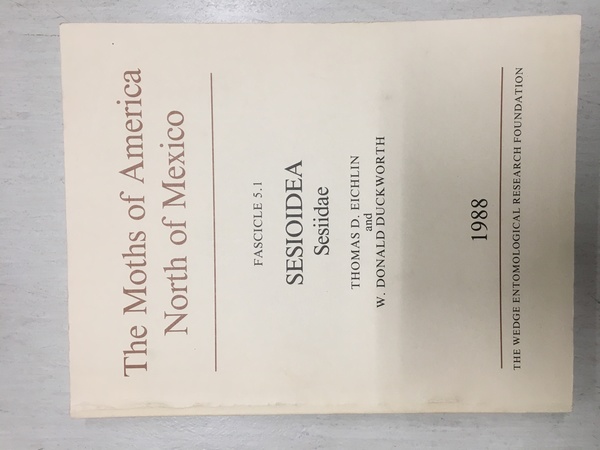 The Moths of America
North of Mexico
FASCICLE 5.1
SESIOIDEA
Sesiidae
THOMAS D. EICHLIN
and
W. DONALD DUCKWORTH
1988
THE WEDGE ENTOMOLOGICAL RESEARCH FOUNDATION